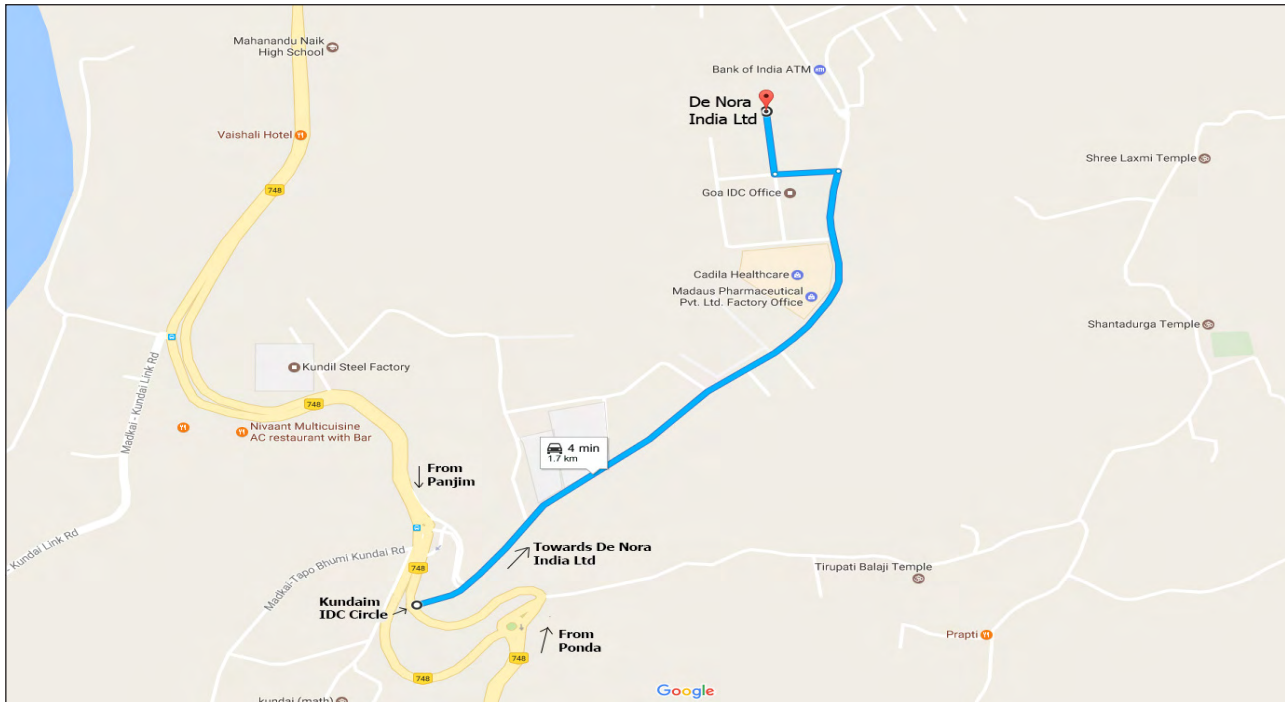 Mahanandu Naik
High School
Bank of India ATM
De Nora
India Ltd
Vaishali Hotel
Shree Laxmi Temple
748
Goa IDC Office
Cadila Healthcare
Madaus Pharmaceutical
Pvt. Ltd. Factory Office
Shantadurga Temple
Madkai - Kundai Link Rd
Kundil Steel Factory
748
Nivaant Multicuisine
AC restaurant with Bar
4 min
1.7 km
From
Panjim
- Kundai Link Rd
Madkai-Tapo Bhumi Kundai Rd
Towards De Nora
India Ltd
748
Tirupati Balaji Temple
Kundaim
IDC Circle
From
Ponda
Prapti
748
748
kundai (math)
Google